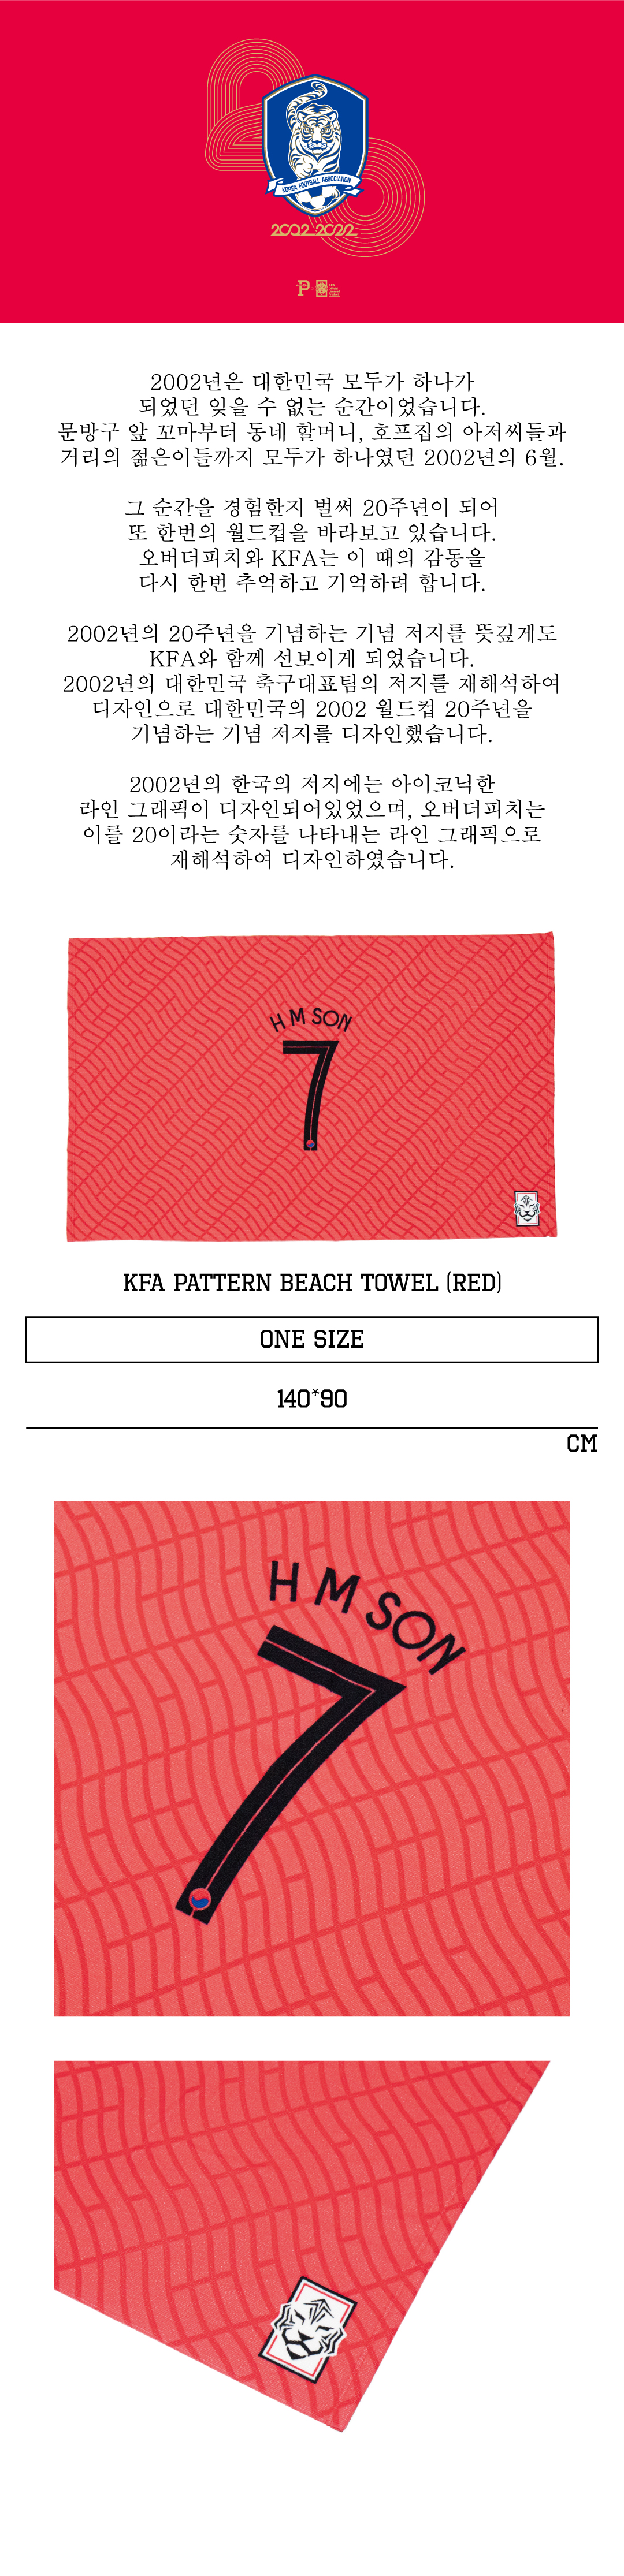 KOREA FOOTBALL ASSOCIATION
2002_2022
P
2002년은 대한민국 모두가 하나가
되었던 잊을 수 없는 순간이었습니다.
문방구 앞 꼬마부터 동네 할머니, 호프집의 아저씨들과
거리의 젊은이들까지 모두가 하나였던 2002년의 6월.
그 순간을 경험한지 벌써 20주년이 되어
또 한번의 월드컵을 바라보고 있습니다.
오버더피치와 KFA는 이 때의 감동을
다시 한번 추억하고 기억하려 합니다.
2002년의 20주년을 기념하는 기념 저지를 뜻깊게도
KFA와 함께 선보이게 되었습니다.
2002년의 대한민국 축구대표팀의 저지를 재해석하여
디자인으로 대한민국의 2002 월드컵 20주년을
기념하는 기념 저지를 디자인했습니다.
2002년의 한국의 저지에는 아이코닉한
라인 그래픽이 디자인되어있었으며, 오버더피치는
이를 20이라는 숫자를 나타내는 라인 그래픽으로
재해석하여 디자인하였습니다.
H M SON
7
KFA PATTERN BEACH TOWEL (RED)
ONE SIZE
140*90
CM
H M SON
7